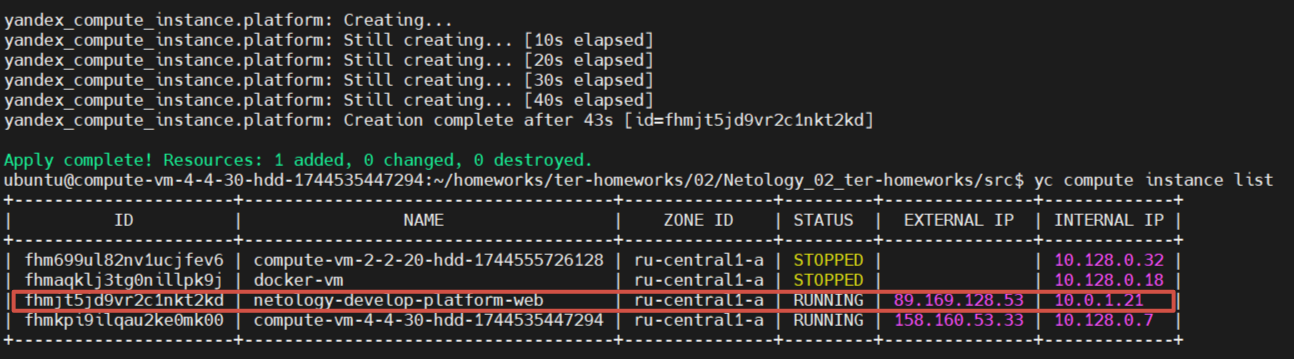 yandex_compute_instance.platform: Creating...
yandex_compute_instance.platform: Still creating... [10s elapsed]
yandex_compute_instance.platform: Still creating... [20s elapsed]
yandex_compute_instance.platform: Still creating... [30s elapsed]
yandex_compute_instance.platform: Still creating... [40s elapsed]
yandex_compute_instance.platform: Creation complete after 43s [id=fhmjt5jd9vr2c1nkt2kd]
Apply complete! Resources: 1 added, 0 changed, 0 destroyed.
ubuntu@compute-vm-4-4-30-hdd-1744535447294:~/homeworks/ter-homeworks/02/Netology_02_ter-homeworks/src$ yc compute instance list
+----------------------+---------------------------------------+---------------+---------+----------------+-------------+
| ID | NAME | ZONE ID | STATUS | EXTERNAL IP | INTERNAL IP |
+----------------------+---------------------------------------+---------------+---------+----------------+-------------+
| fhm699ul82nv1ucjfev6 | compute-vm-2-2-20-hdd-1744555726128 | ru-central1-a | STOPPED | | 10.128.0.32 |
| fhmaqklj3tg0nillpk9j | docker-vm | ru-central1-a | STOPPED | | 10.128.0.18 |
| fhmjt5jd9vr2c1nkt2kd | netology-develop-platform-web | ru-central1-a | RUNNING | 89.169.128.53 | 10.0.1.21 |
| fhmkpi9ilqau2ke0mk00 | compute-vm-4-4-30-hdd-1744535447294 | ru-central1-a | RUNNING | 158.160.53.33 | 10.128.0.7 |
+----------------------+---------------------------------------+---------------+---------+----------------+-------------+